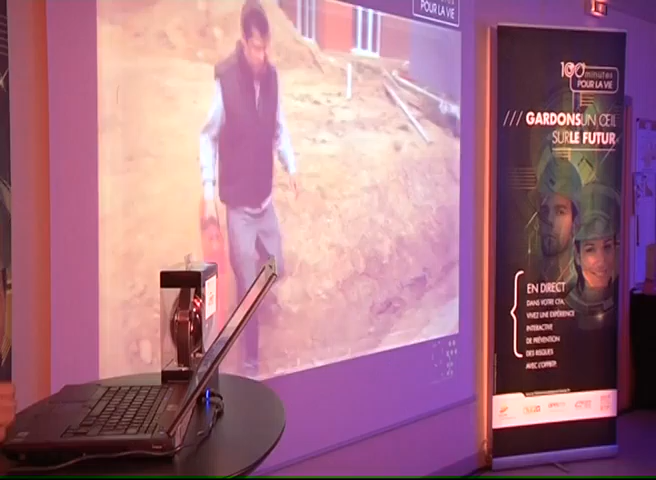 POUR LA VIE
100 minutes
POUR LA VIE
/// GARDONS UN ŒIL
SUR LE FUTUR
EN DIRECT
DANS VOTRE CFA,
VIVEZ UNE EXPÉRIENCE
INTERACTIVE
DE PRÉVENTION
DES RISQUES
AVEC L'OPPBTP